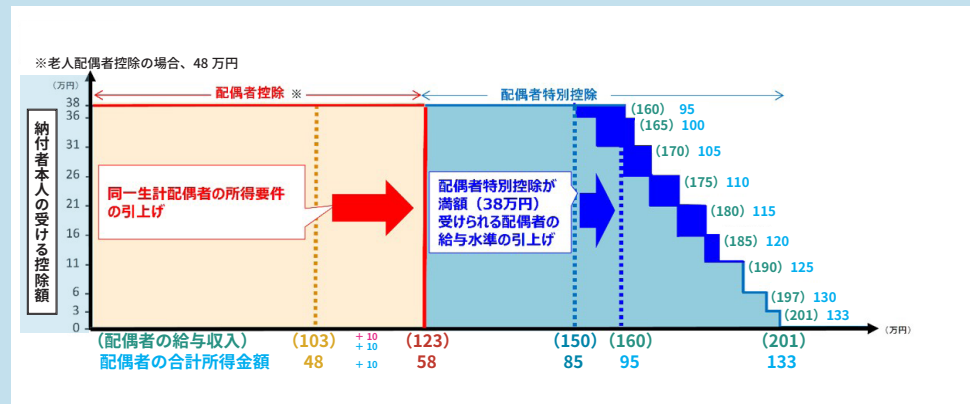 ※老人配偶者控除の場合、48 万円
（万円）
配偶者控除 ※
配偶者特別控除
38
36
31
26
21
16
11
6
3
0
納付者本人の受ける控除額
同一生計配偶者の所得要件
の引上げ
配偶者特別控除が
満額（38万円）
受けられる配偶者の
給与水準の引上げ
（160） 95
（165） 100
（170） 105
（175） 110
（180） 115
（185） 120
（190） 125
（197） 130
（201） 133
（万円）
（配偶者の給与収入） （103） + 10 + 10 （123） （150） （160） （201）
配偶者の合計所得金額 48 + 10 58 85 95 133